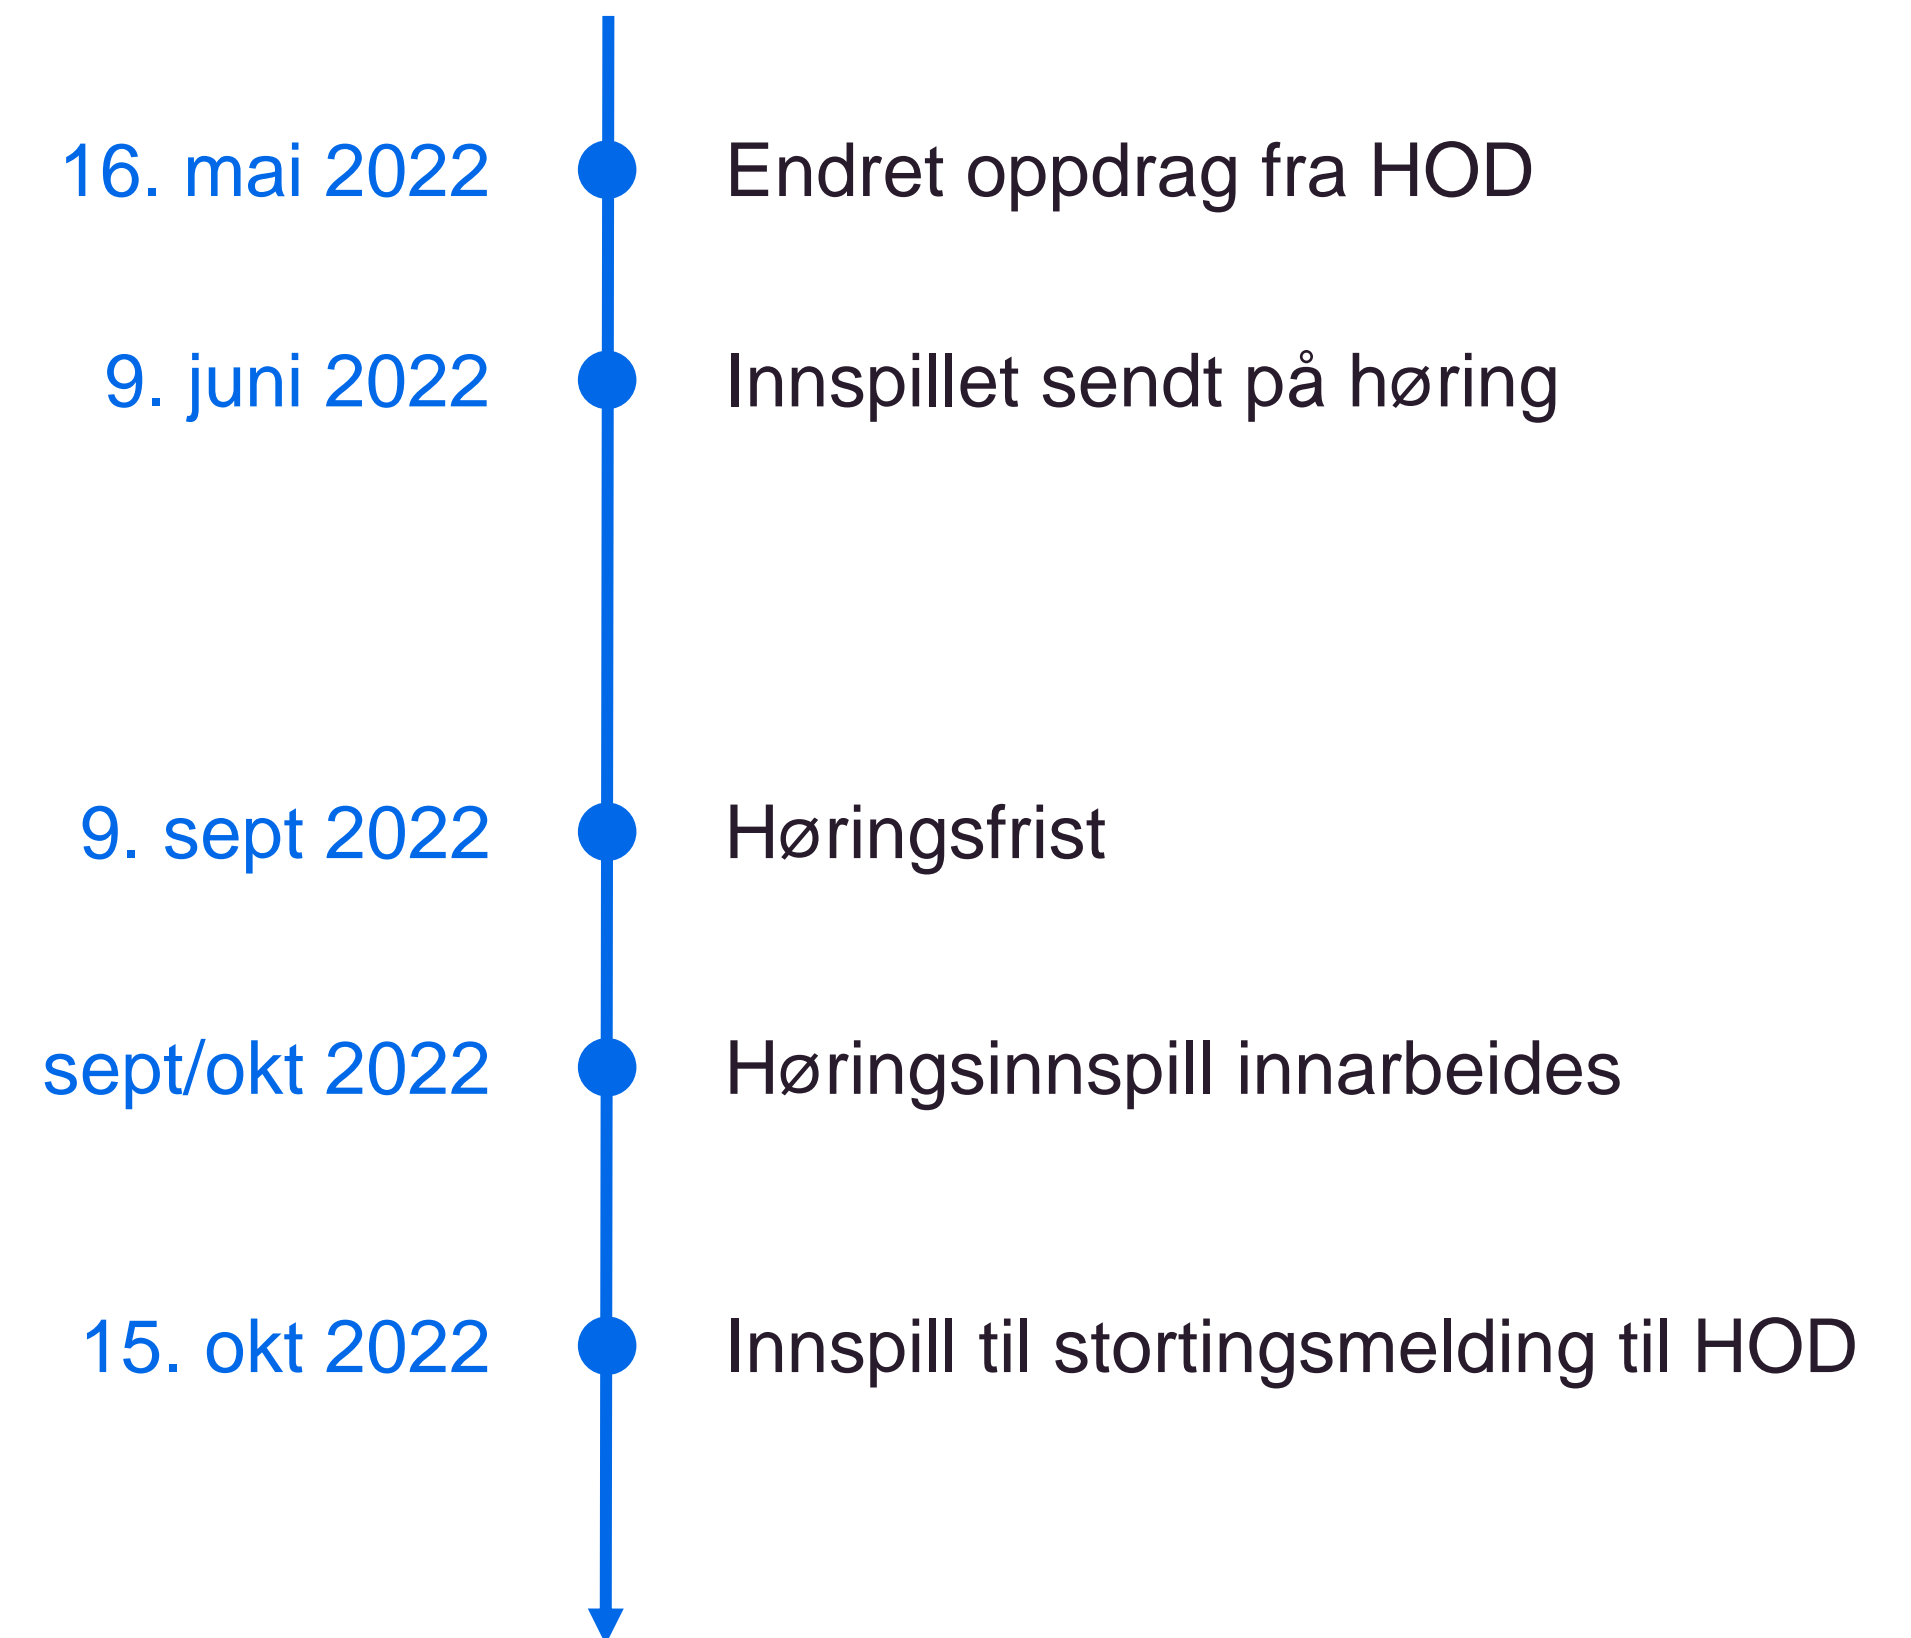 16. mai 2022 Endret oppdrag fra HOD
9. juni 2022 Innspillet sendt på høring
9. sept 2022 Høringsfrist
sept/okt 2022 Høringsinnspill innarbeides
15. okt 2022 Innspill til stortingsmelding til HOD